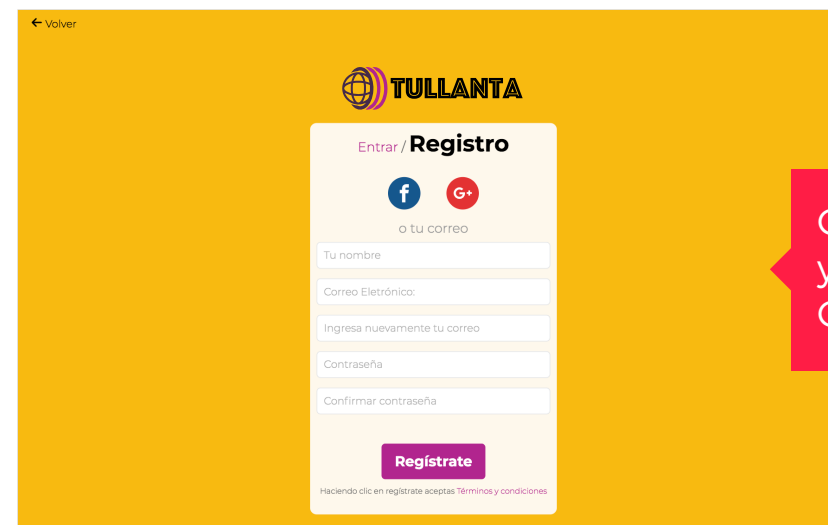 Volver
TULLANTA
Entrar / Registro
f G+
o tu correo
Tu nombre
Correo Eletrónico:
Ingresa nuevamente tu correo
Contraseña
Confirmar contraseña
Regístrate
Haciendo clic en regístrate aceptas Términos y condiciones